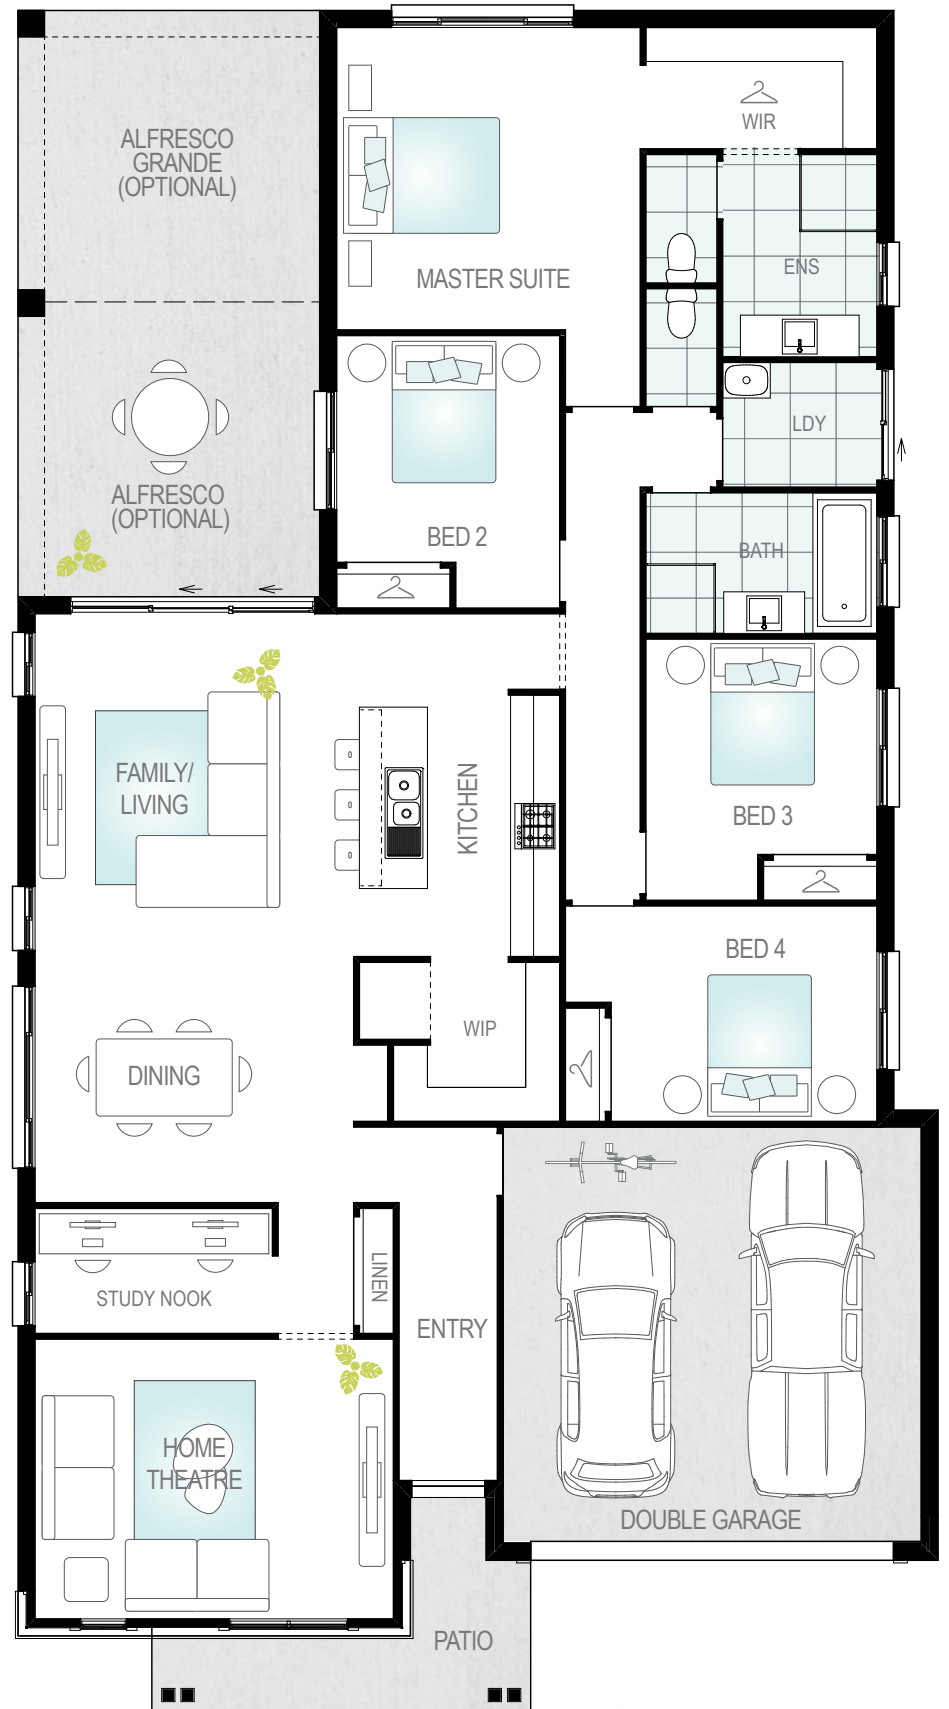 ALFRESCO
GRANDE
(OPTIONAL)
WIR
ENS
MASTER SUITE
LDY
ALFRESCO
(OPTIONAL)
BED 2
BATH
FAMILY/
LIVING
KITCHEN
BED 3
BED 4
WIP
DINING
LINEN
STUDY NOOK
ENTRY
HOME
THEATRE
DOUBLE GARAGE
PATIO